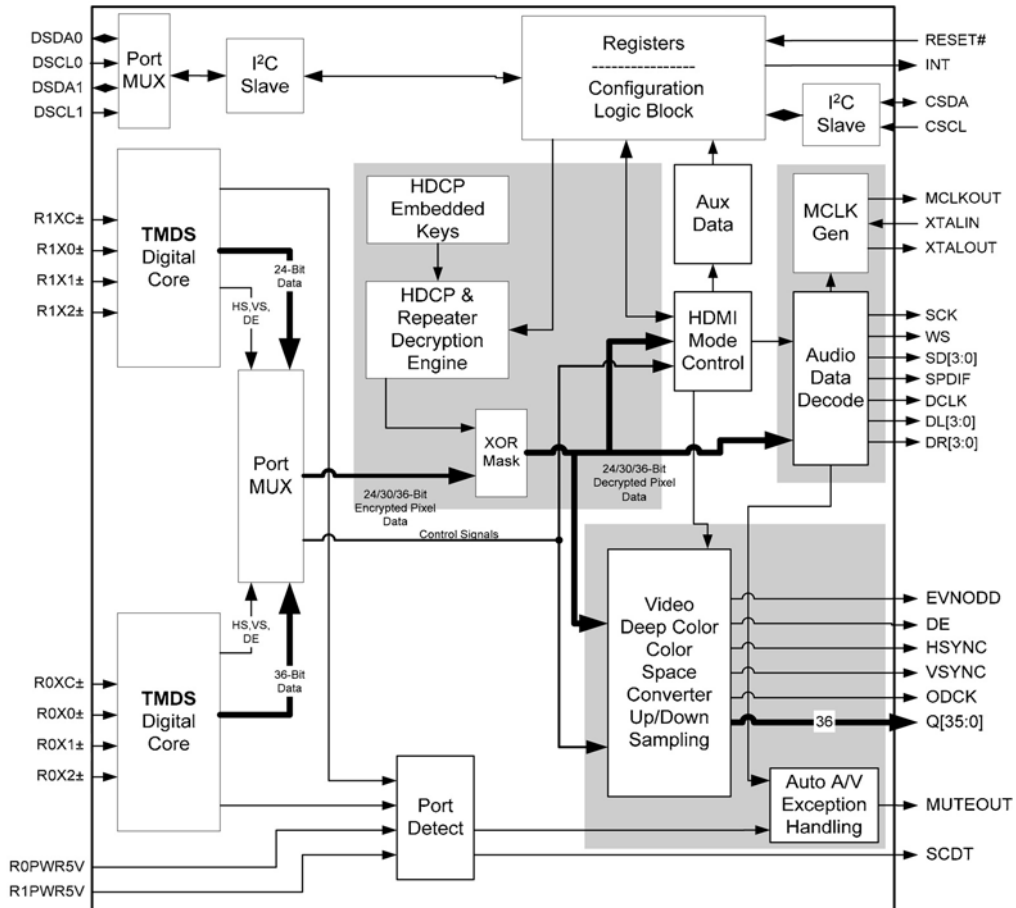 DSDA0
DSCL0
DSDA1
DSCL1
Port
MUX
I²C
Slave
Registers
----------------
Configuration
Logic Block
RESET#
INT
I²C
Slave
CSDA
CSCL
R1XC±
R1X0±
R1X1±
R1X2±
TMDS
Digital
Core
24-Bit
Data
HS,VS,
DE
HDCP
Embedded
Keys
HDCP &
Repeater
Decryption
Engine
XOR
Mask
Aux
Data
HDMI
Mode
Control
MCLK
Gen
MCLKOUT
XTALIN
XTALOUT
Audio
Data
Decode
SCK
WS
SD[3:0]
SPDIF
DCLK
DL[3:0]
DR[3:0]
Port
MUX
24/30/36-Bit
Encrypted Pixel
Data
24/30/36-Bit
Decrypted Pixel
Data
Control Signals
HS,VS,
DE
36-Bit
Data
R0XC±
R0X0±
R0X1±
R0X2±
TMDS
Digital
Core
Video
Deep Color
Color
Space
Converter
Up/Down
Sampling
EVNODD
DE
HSYNC
VSYNC
ODCK
36
Q[35:0]
Port
Detect
Auto A/V
Exception
Handling
MUTEOUT
SCDT
R0PWR5V
R1PWR5V